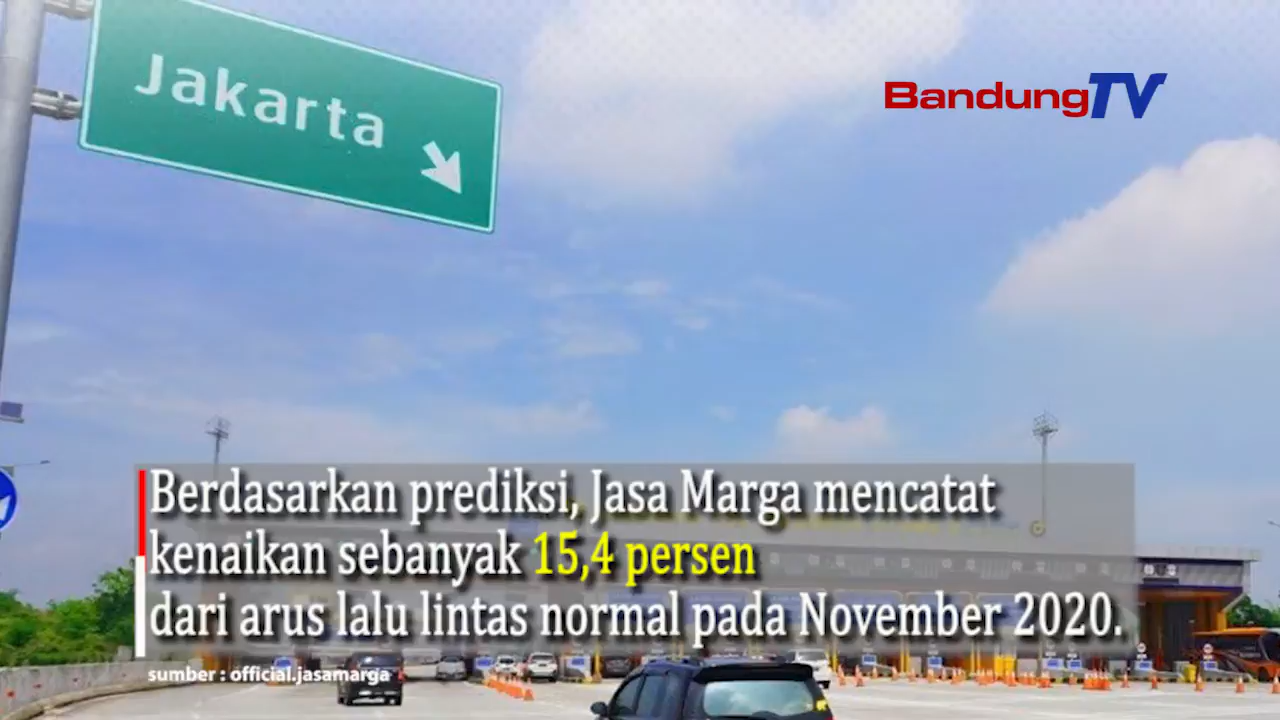 Jakarta
BandungTV
Berdasarkan prediksi, Jasa Marga mencatat
kenaikan sebanyak 15,4 persen
dari arus lalu lintas normal pada November 2020.
sumber : official.jasamarga